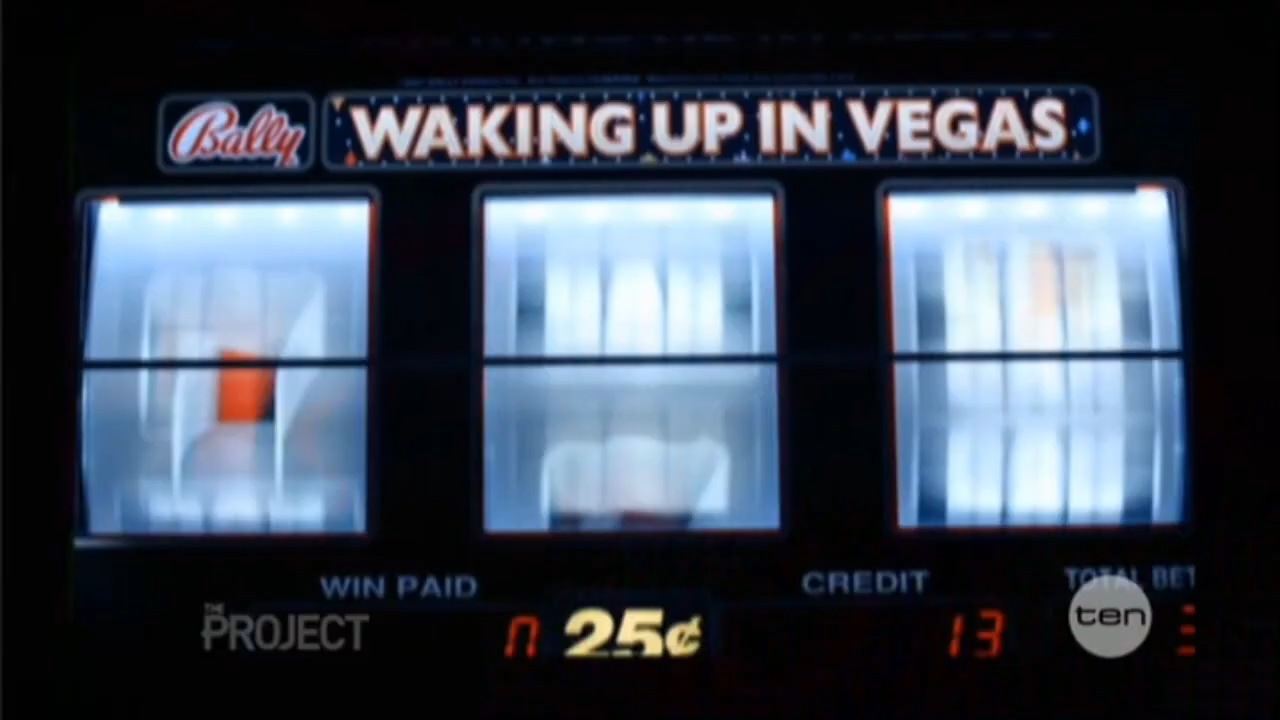 Bally WAKING UP IN VEGAS
WIN PAID CREDIT TOTAL BET
THE PROJECT 25¢ 13 ten